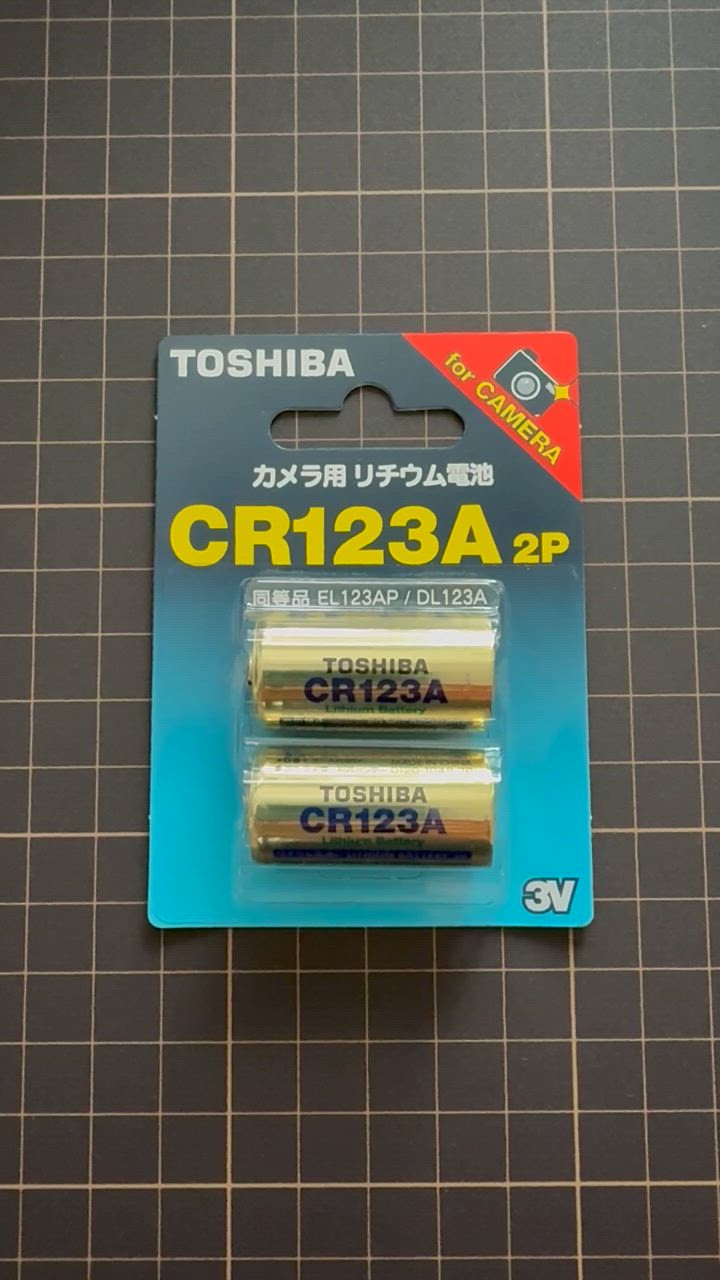 TOSHIBA
for CAMERA
カメラ用 リチウム電池
CR123A 2P
同等品 EL123AP / DL123A
TOSHIBA
CR123A
Lithium Battery
TOSHIBA
CR123A
Lithium Battery
3V